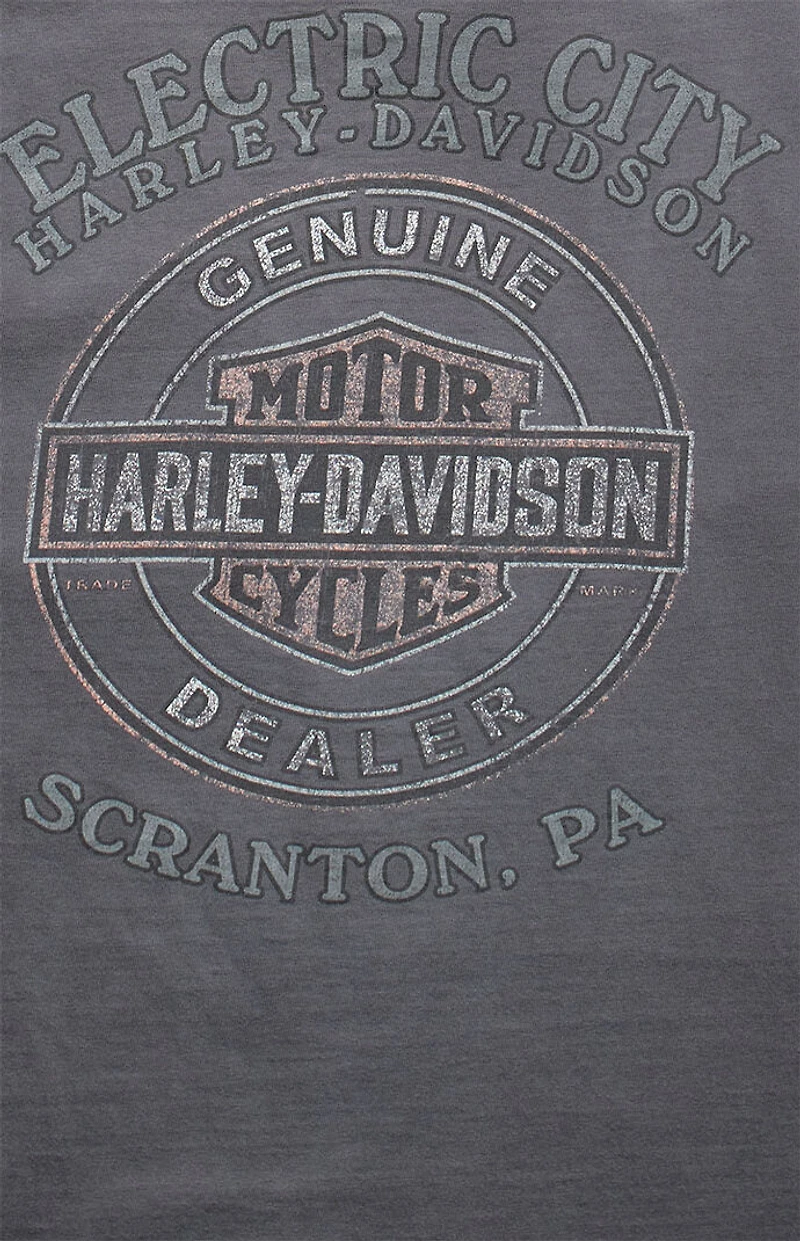 ELECTRIC CITY
HARLEY-DAVIDSON
GENUINE
MOTOR
HARLEY-DAVIDSON
CYCLES
TRADE MARK
DEALER
SCRANTON, PA